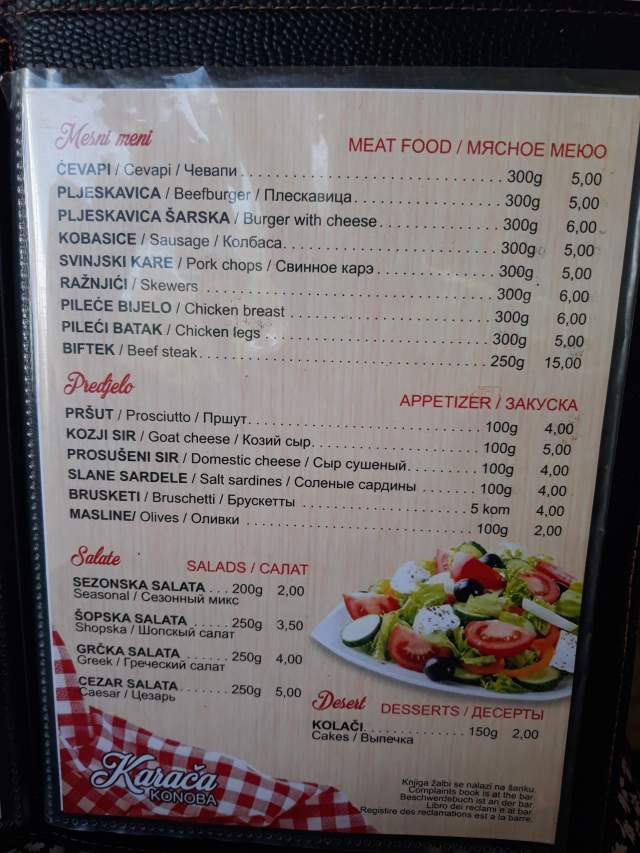 Mesni meni
MEAT FOOD / МЯСНОЕ МЕЮО
ĆEVAPI / Cevapi / Чевапи . . . . . . . . . . . . . . . . . . . . . . . . . . . . . . 300g 5,00
PLJESKAVICA / Beefburger / Плескавица . . . . . . . . . . . . . . . . . 300g 5,00
PLJESKAVICA ŠARSKA / Burger with cheese . . . . . . . . . . . . . . 300g 6,00
KOBASICE / Sausage / Колбаса . . . . . . . . . . . . . . . . . . . . . . . . 300g 5,00
SVINJSKI KARE / Pork chops / Свинное карэ . . . . . . . . . . . . . . 300g 5,00
RAŽNJIĆI / Skewers . . . . . . . . . . . . . . . . . . . . . . . . . . . . . . . . . 300g 6,00
PILEĆE BIJELO / Chicken breast . . . . . . . . . . . . . . . . . . . . . . . . 300g 6,00
PILEĆI BATAK / Chicken legs . . . . . . . . . . . . . . . . . . . . . . . . . . . 300g 5,00
BIFTEK / Beef steak . . . . . . . . . . . . . . . . . . . . . . . . . . . . . . . . . . 250g 15,00
Predjelo
APPETIZER / ЗАКУСКА
PRŠUT / Prosciutto / Пршут . . . . . . . . . . . . . . . . . . . . . . . . . . . 100g 4,00
KOZJI SIR / Goat cheese / Козий сыр . . . . . . . . . . . . . . . . . . . 100g 5,00
PROSUŠENI SIR / Domestic cheese / Сыр сушеный . . . . . . . . 100g 4,00
SLANE SARDELE / Salt sardines / Соленые сардины . . . . . . . 100g 4,00
BRUSKETI / Bruschetti / Брускетты . . . . . . . . . . . . . . . . . . . . . 5 kom 4,00
MASLINE/ Olives / Оливки . . . . . . . . . . . . . . . . . . . . . . . . . . . . 100g 2,00
Salate
SALADS / САЛАТ
SEZONSKA SALATA . . . 200g 2,00
Seasonal / Сезонный микс
ŠOPSKA SALATA . . . . . . 250g 3,50
Shopska / Шопскый салат
GRČKA SALATA . . . . . . . 250g 4,00
Greek / Греческий салат
CEZAR SALATA . . . . . . . 250g 5,00
Caesar / Цезарь
Desert
DESSERTS / ДЕСЕРТЫ
KOLAČI . . . . . . . . . . . . . . 150g 2,00
Cakes / Выпечка
Karača
KONOBA
Knjiga žalbi se nalazi na šanku.
Complaints book is at the bar.
Beschwerdebuch ist an der bar.
Libro dei reclami e al bar.
Registire des reclamations est a la barre.